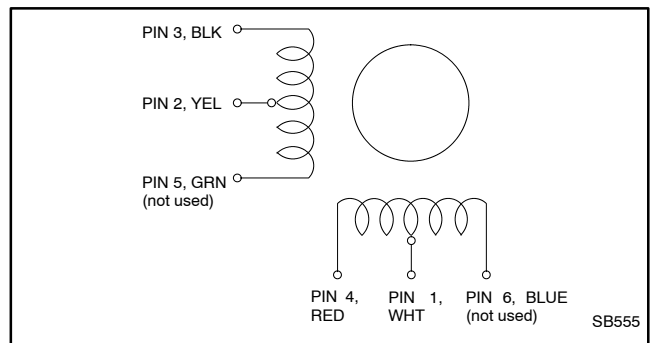 PIN 3, BLK
PIN 2, YEL
PIN 5, GRN
(not used)
PIN 4,
RED
PIN 1,
WHT
PIN 6, BLUE
(not used)
SB555